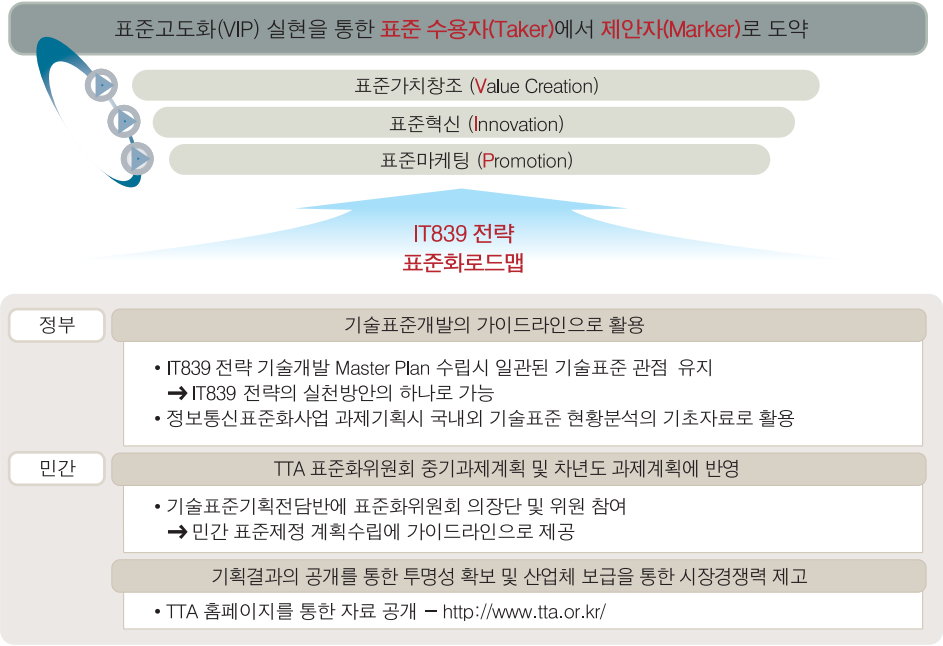 표준고도화(VIP) 실현을 통한 표준 수용자(Taker)에서 제안자(Marker)로 도약
표준가치창조 (Value Creation)
표준혁신 (Innovation)
표준마케팅 (Promotion)
IT839 전략
표준화로드맵
정부
기술표준개발의 가이드라인으로 활용
• IT839 전략 기술개발 Master Plan 수립시 일관된 기술표준 관점 유지
→ IT839 전략의 실천방안의 하나로 가능
• 정보통신표준화사업 과제기획시 국내외 기술표준 현황분석의 기초자료로 활용
민간
TTA 표준화위원회 중기과제계획 및 차년도 과제계획에 반영
• 기술표준기획전담반에 표준화위원회 의장단 및 위원 참여
→ 민간 표준제정 계획수립에 가이드라인으로 제공
기획결과의 공개를 통한 투명성 확보 및 산업체 보급을 통한 시장경쟁력 제고
• TTA 홈페이지를 통한 자료 공개 – http://www.tta.or.kr/